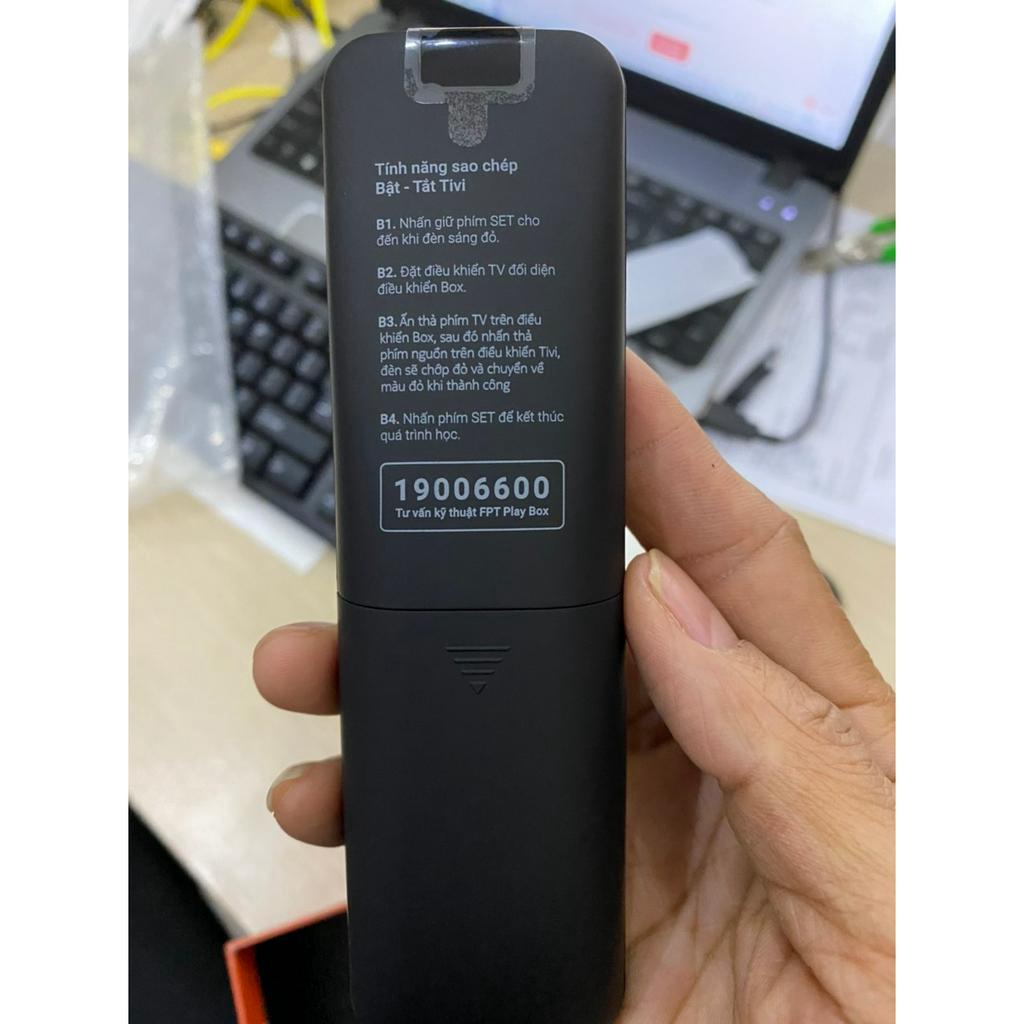 Tính năng sao chép
Bật - Tắt Tivi
B1. Nhấn giữ phím SET cho
đến khi đèn sáng đỏ.
B2. Đặt điều khiển TV đối diện
điều khiển Box.
B3. Ấn thả phím TV trên điều
khiển Box, sau đó nhấn thả
phím nguồn trên điều khiển Tivi,
đèn sẽ chớp đỏ và chuyển về
màu đỏ khi thành công
B4. Nhấn phím SET để kết thúc
quá trình học.
19006600
Tư vấn kỹ thuật FPT Play Box